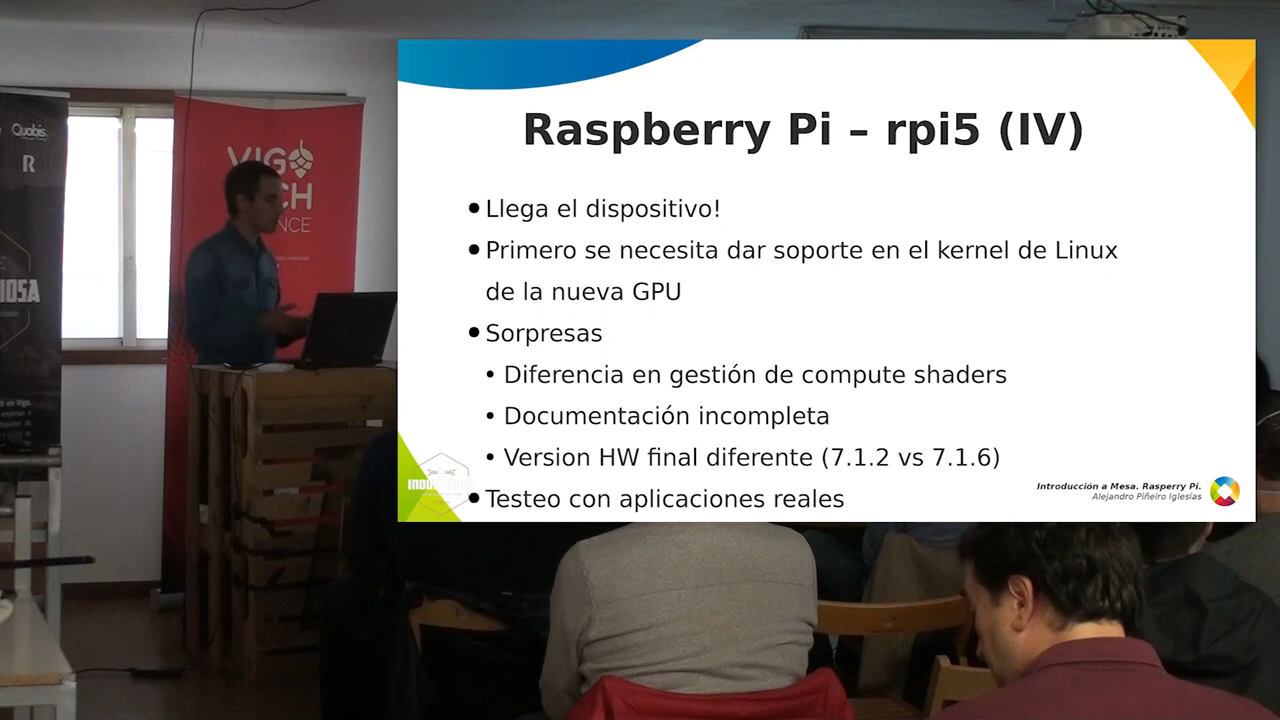 Quobis
R
VIGO
CH
NCE
IOSA
Raspberry Pi – rpi5 (IV)
•Llega el dispositivo!
•Primero se necesita dar soporte en el kernel de Linux
de la nueva GPU
•Sorpresas
• Diferencia en gestión de compute shaders
• Documentación incompleta
• Version HW final diferente (7.1.2 vs 7.1.6)
•Testeo con aplicaciones reales
Introducción a Mesa. Rasperry Pi.
Alejandro Piñeiro Iglesias